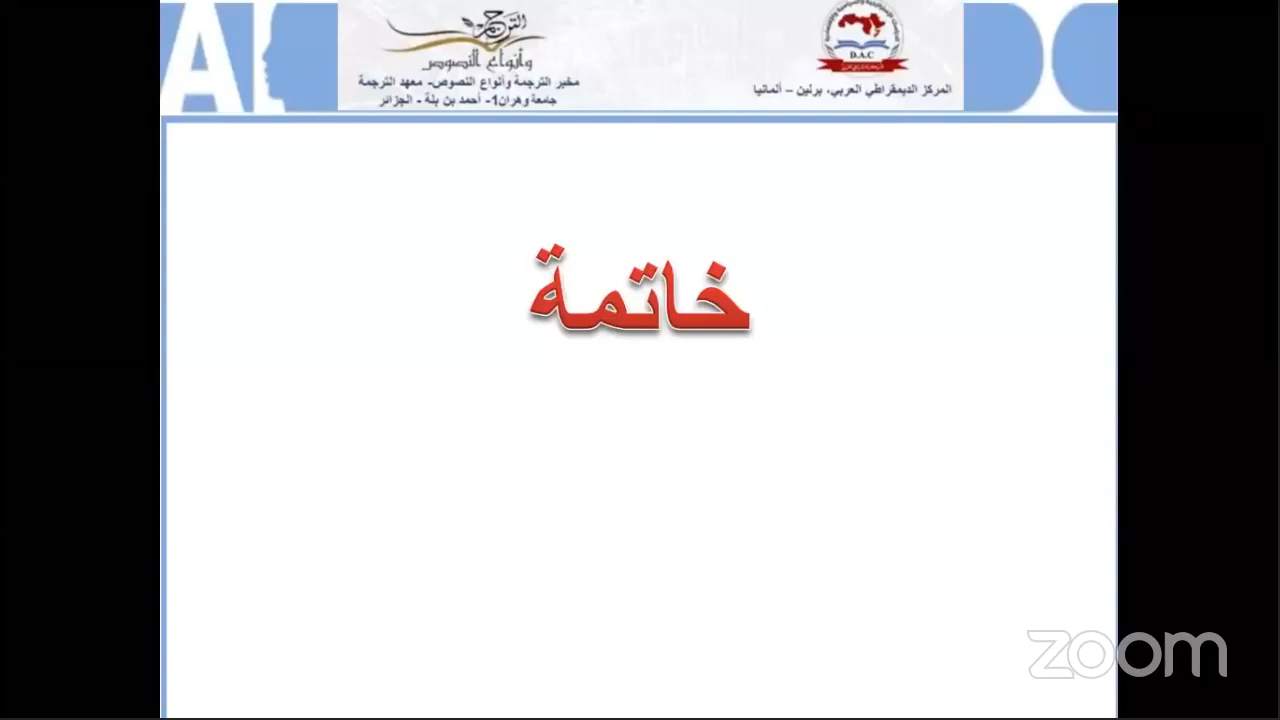 الترجمة
وأنواع النصوص
مخبر الترجمة وأنواع النصوص- معهد الترجمة
جامعة وهران1- أحمد بن بلة - الجزائر
D.A.C
المركز الديمقراطي العربي، برلين – ألمانيا
خاتمة
zoom